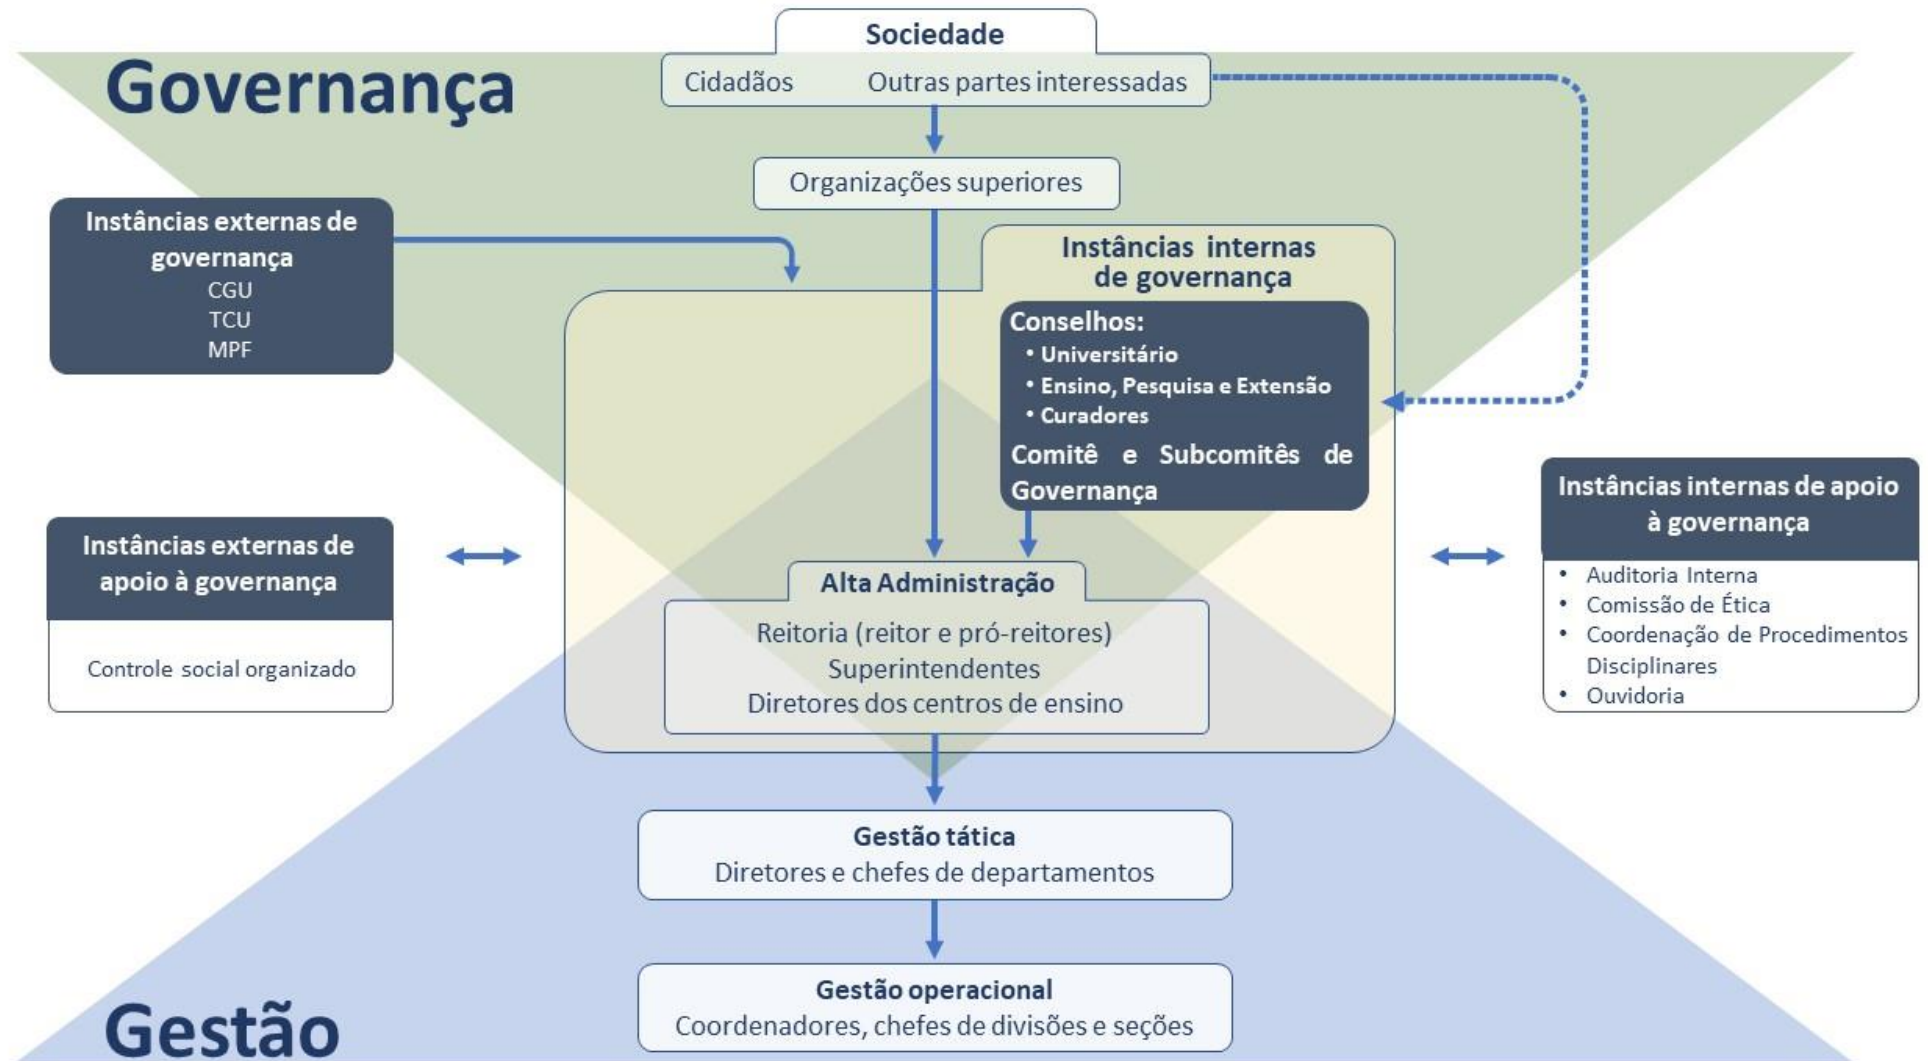 Sociedade
Governança
Cidadãos Outras partes interessadas
Organizações superiores
Instâncias externas de
governança
CGU
TCU
MPF
Instâncias internas
de governança
Conselhos:
• Universitário
• Ensino, Pesquisa e Extensão
• Curadores
Comitê e Subcomitês de
Governança
Instâncias externas de
apoio à governança
Controle social organizado
Instâncias internas de apoio
à governança
• Auditoria Interna
• Comissão de Ética
• Coordenação de Procedimentos
Disciplinares
• Ouvidoria
Alta Administração
Reitoria (reitor e pró-reitores)
Superintendentes
Diretores dos centros de ensino
Gestão tática
Diretores e chefes de departamentos
Gestão operacional
Coordenadores, chefes de divisões e seções
Gestão